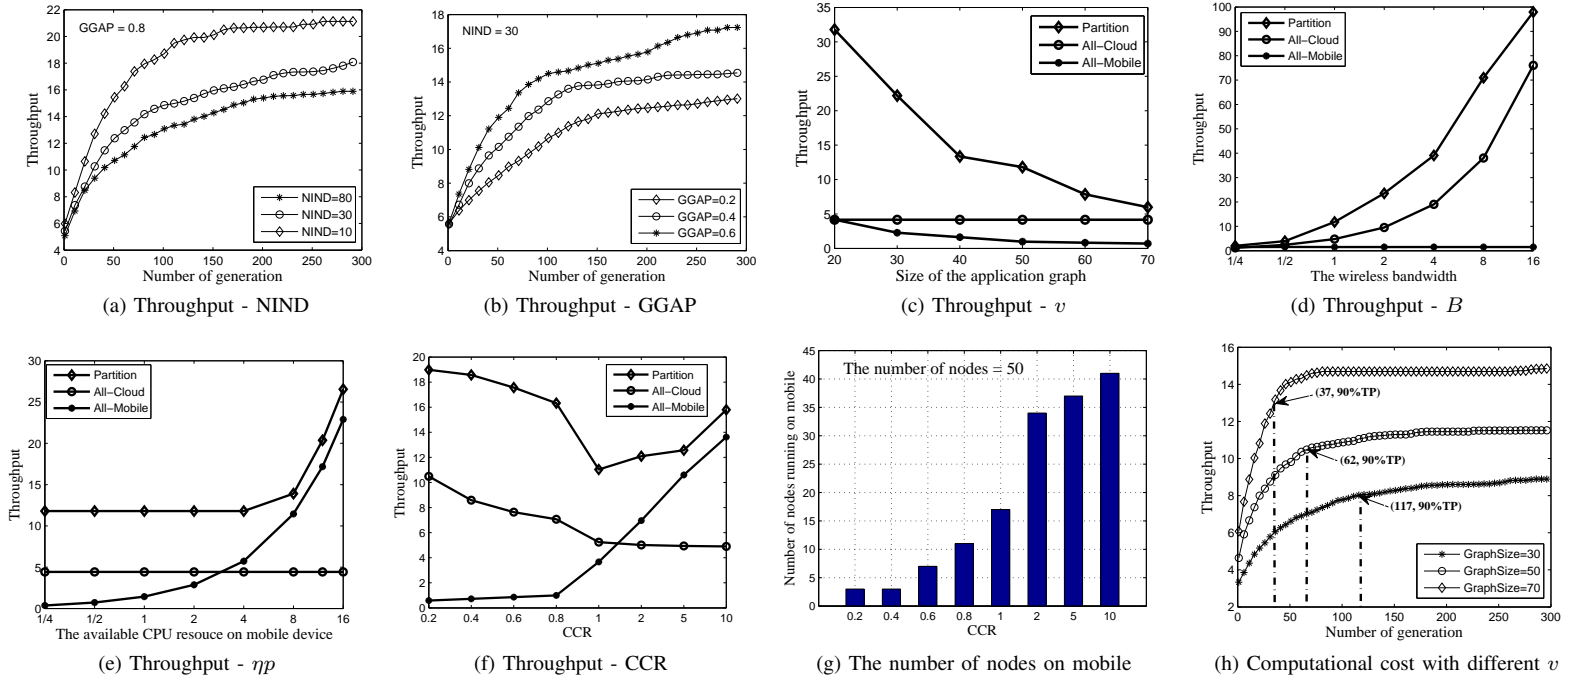 GGAP = 0.8
Throughput
22
20
18
16
14
12
10
8
6
4
0 50 100 150 200 250 300
NIND=80
NIND=30
NIND=10
Number of generation
(a) Throughput - NIND
NIND = 30
Throughput
18
16
14
12
10
8
6
4
0 50 100 150 200 250 300
GGAP=0.2
GGAP=0.4
GGAP=0.6
Number of generation
(b) Throughput - GGAP
Partition
All-Cloud
All-Mobile
Throughput
35
30
25
20
15
10
5
0
20 30 40 50 60 70
Size of the application graph
(c) Throughput - v
Partition
All-Cloud
All-Mobile
Throughput
100
90
80
70
60
50
40
30
20
10
0
1/4 1/2 1 2 4 8 16
The wireless bandwidth
(d) Throughput - B
Partition
All-Cloud
All-Mobile
Throughput
30
25
20
15
10
5
0
1/4 1/2 1 2 4 8 16
The available CPU resouce on mobile device
(e) Throughput - ηp
Partition
All-Cloud
All-Mobile
Throughput
20
18
16
14
12
10
8
6
4
2
0
0.2 0.4 0.6 0.8 1 2 5 10
CCR
(f) Throughput - CCR
The number of nodes = 50
Number of nodes running on mobile
45
40
35
30
25
20
15
10
5
0
0.2 0.4 0.6 0.8 1 2 5 10
CCR
(g) The number of nodes on mobile
Throughput
16
14
12
10
8
6
4
2
(37, 90%TP)
(62, 90%TP)
(117, 90%TP)
GraphSize=30
GraphSize=50
GraphSize=70
0 50 100 150 200 250 300
Number of generation
(h) Computational cost with different v